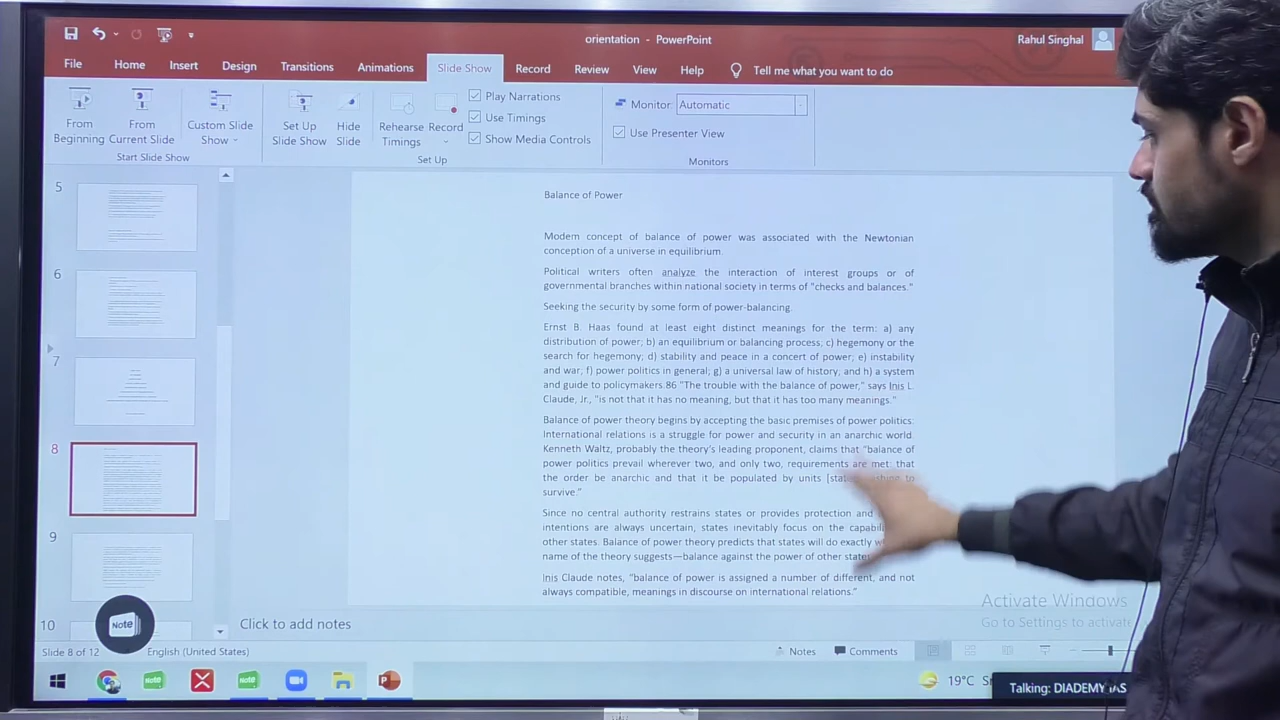 orientation - PowerPoint
Rahul Singhal
File Home Insert Design Transitions Animations Slide Show Record Review View Help Tell me what you want to do
From Beginning
From Current Slide
Custom Slide Show
Start Slide Show
Set Up Slide Show
Hide Slide
Rehearse Timings
Record
Play Narrations
Use Timings
Show Media Controls
Set Up
Monitor: Automatic
Use Presenter View
Monitors
5
6
7
8
9
10
Balance of Power
Modern concept of balance of power was associated with the Newtonian
conception of a universe in equilibrium.
Political writers often analyze the interaction of interest groups or of
governmental branches within national society in terms of "checks and balances."
Seeking the security by some form of power-balancing.
Ernst B. Haas found at least eight distinct meanings for the term: a) any
distribution of power; b) an equilibrium or balancing process; c) hegemony or the
search for hegemony; d) stability and peace in a concert of power; e) instability
and war; f) power politics in general; g) a universal law of history; and h) a system
and guide to policymakers.86 "The trouble with the balance of power," says Inis L.
Claude, Jr., "is not that it has no meaning, but that it has too many meanings."
Balance of power theory begins by accepting the basic premises of power politics.
International relations is a struggle for power and security in an anarchic world.
Kenneth Waltz, probably the theory's leading proponent, claims that "balance of
power politics prevail wherever two, and only two, requirements are met: that
the order be anarchic and that it be populated by units to
survive."
Since no central authority restrains states or provides protection and
intentions are always uncertain, states inevitably focus on the
other states. Balance of power theory predicts that states will do exactly
name of the theory suggests—balance against the power of other
Inis Claude notes, "balance of power is assigned a number of different, and not
always compatible, meanings in discourse on international relations."
Note
Click to add notes
Activate Windows
Go to Settings to activate
Slide 8 of 12 English (United States) Notes Comments
19°C
Talking: DIADEMY IAS